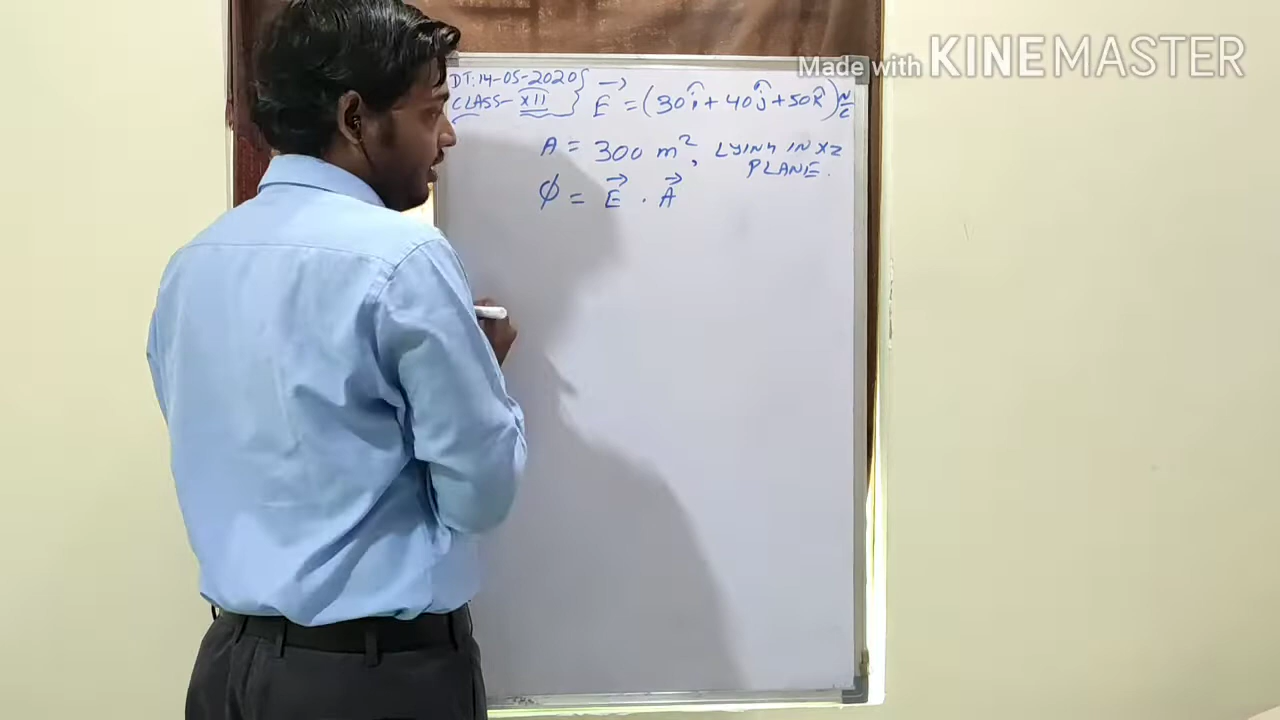 Made with KINEMASTER
DT:14-05-2020
CLASS- XII
E⃗ = (30î + 40ĵ + 50k̂) N/C
A = 300 m², LYING IN XZ
PLANE.
ϕ = E⃗ . A⃗